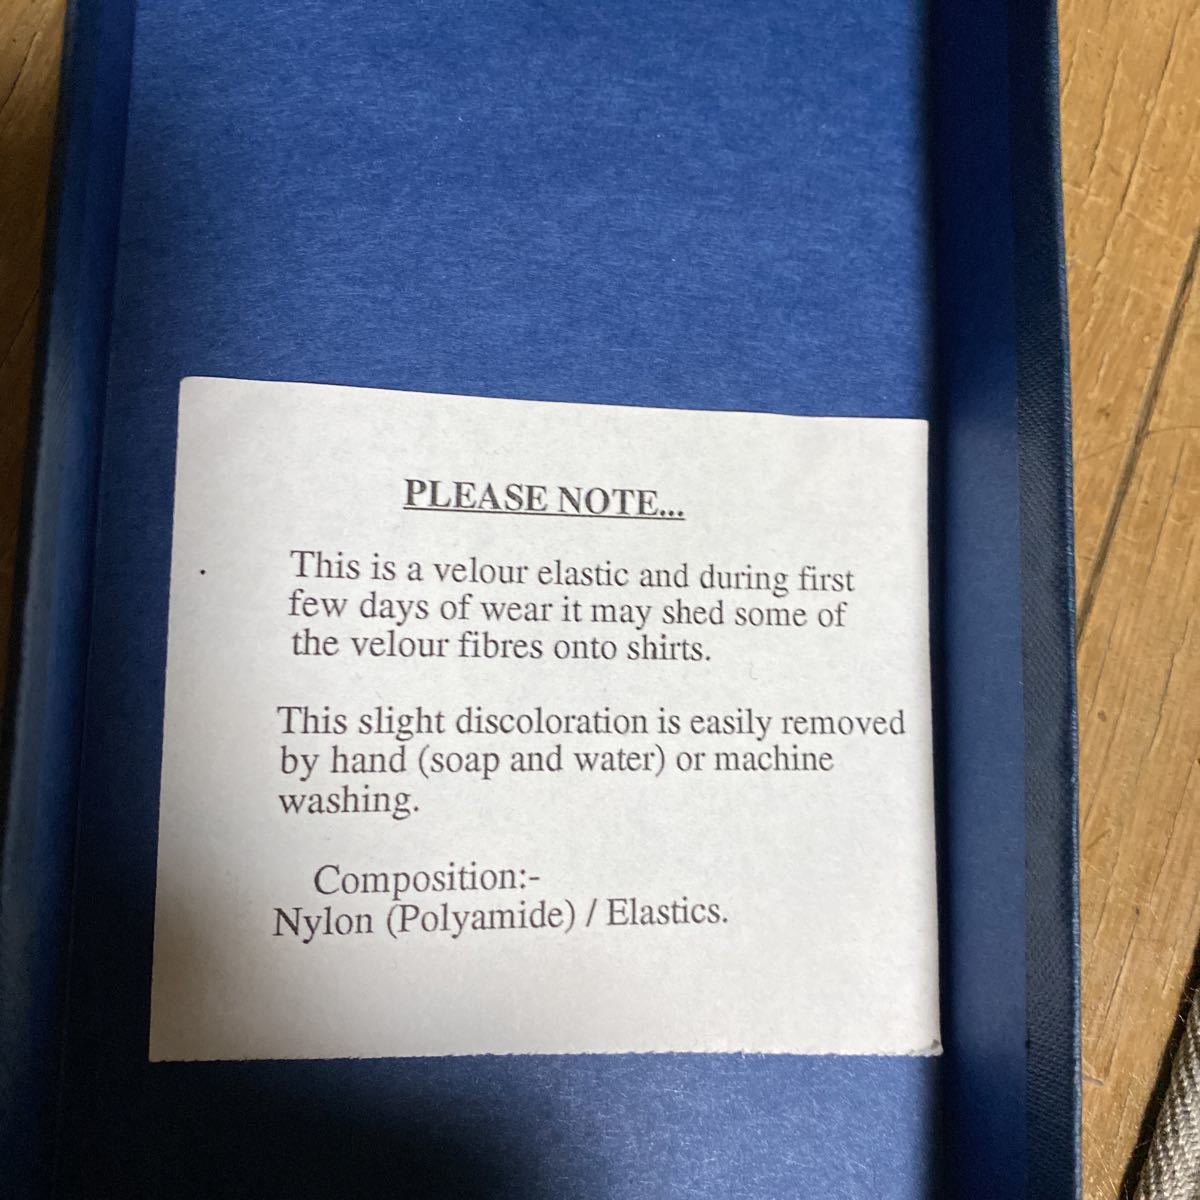 PLEASE NOTE...
This is a velour elastic and during first
few days of wear it may shed some of
the velour fibres onto shirts.
This slight discoloration is easily removed
by hand (soap and water) or machine
washing.
Composition:-
Nylon (Polyamide) / Elastics.